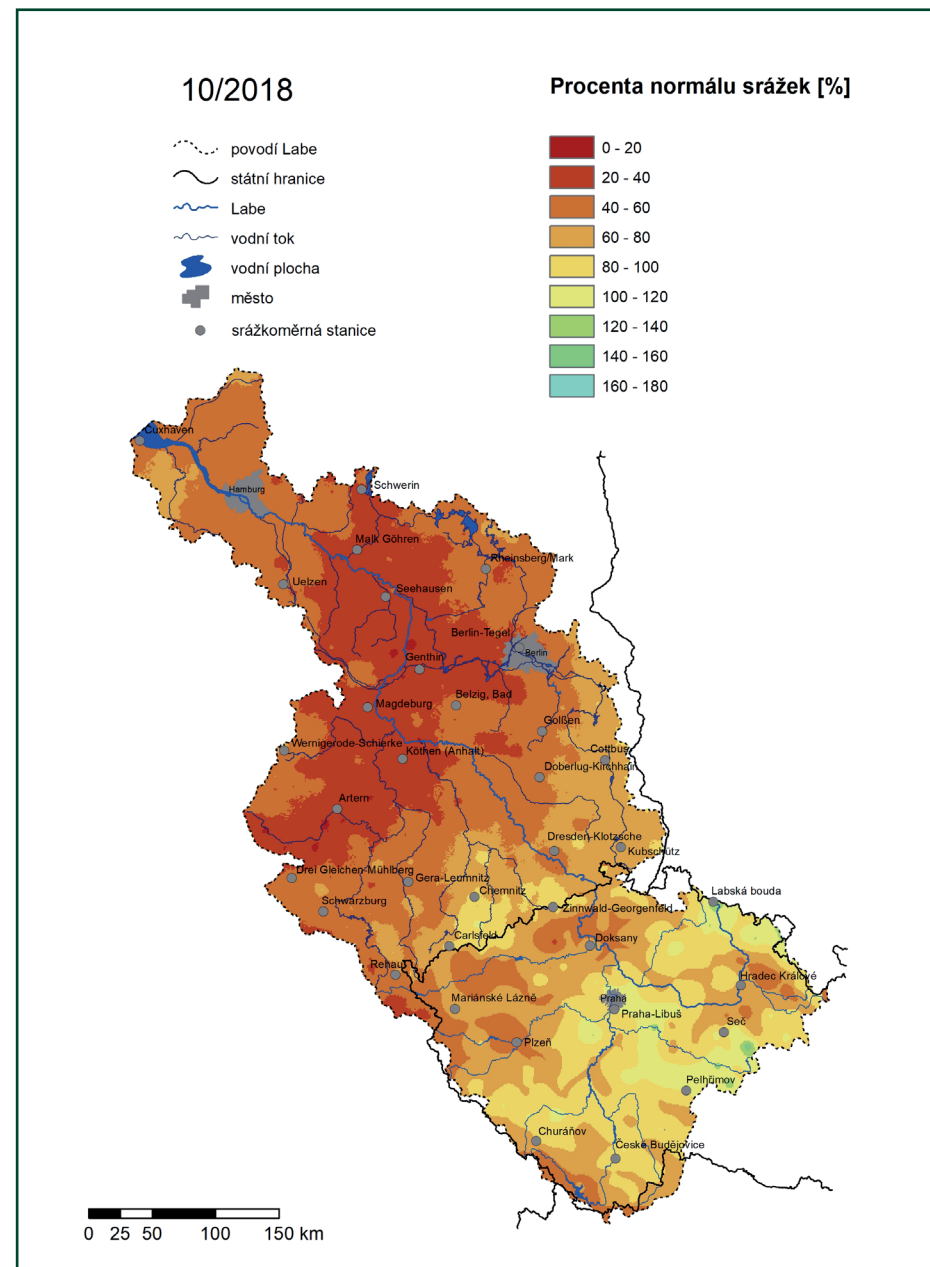 10/2018
povodí Labe
státní hranice
Labe
vodní tok
vodní plocha
město
srážkoměrná stanice
Procenta normálu srážek [%]
0 - 20
20 - 40
40 - 60
60 - 80
80 - 100
100 - 120
120 - 140
140 - 160
160 - 180
Cuxhaven
Hamburg
Schwerin
Malk Göhren
Rheinsberg/Mark
Uelzen
Seehausen
Berlin-Tegel
Berlin
Genthin
Belzig, Bad
Magdeburg
Golßen
Wernigerode-Schierke
Cottbus
Köthen (Anhalt)
Doberlug-Kirchhain
Artern
Dresden-Klotzsche
Kubschütz
Drei Gleichen-Mühlberg
Gera-Leumnitz
Chemnitz
Labská bouda
Schwarzburg
Zinnwald-Georgenfeld
Carlsfeld
Doksany
Rehau
Hradec Králové
Mariánské Lázně
Praha
Praha-Libuš
Seč
Plzeň
Pelhřimov
Churáňov
České Budějovice
0 25 50 100 150 km